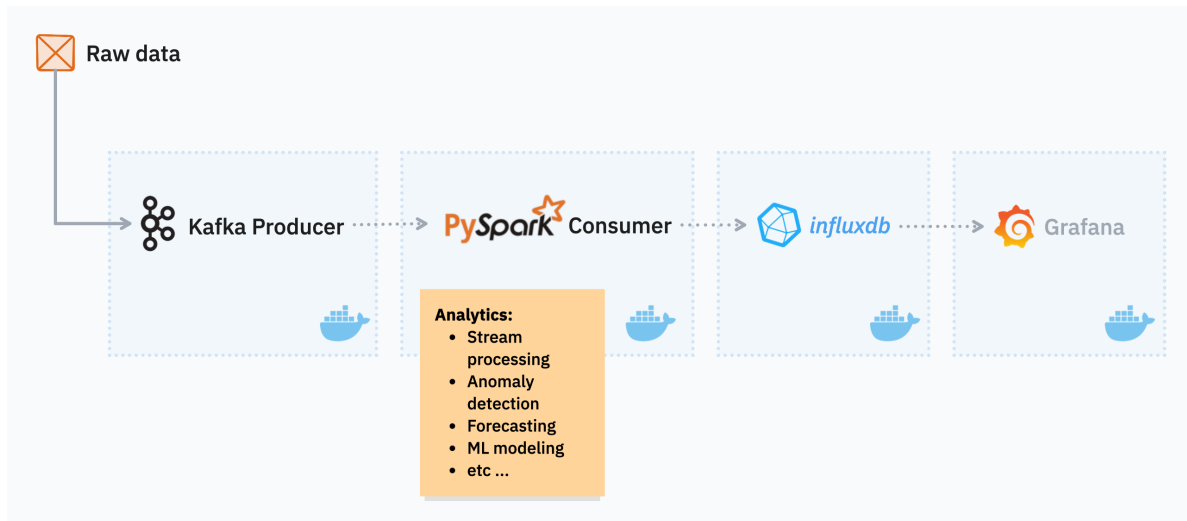 Raw data
Kafka Producer
PySpark Consumer
influxdb
Grafana
Analytics:
• Stream
processing
• Anomaly
detection
• Forecasting
• ML modeling
• etc ...